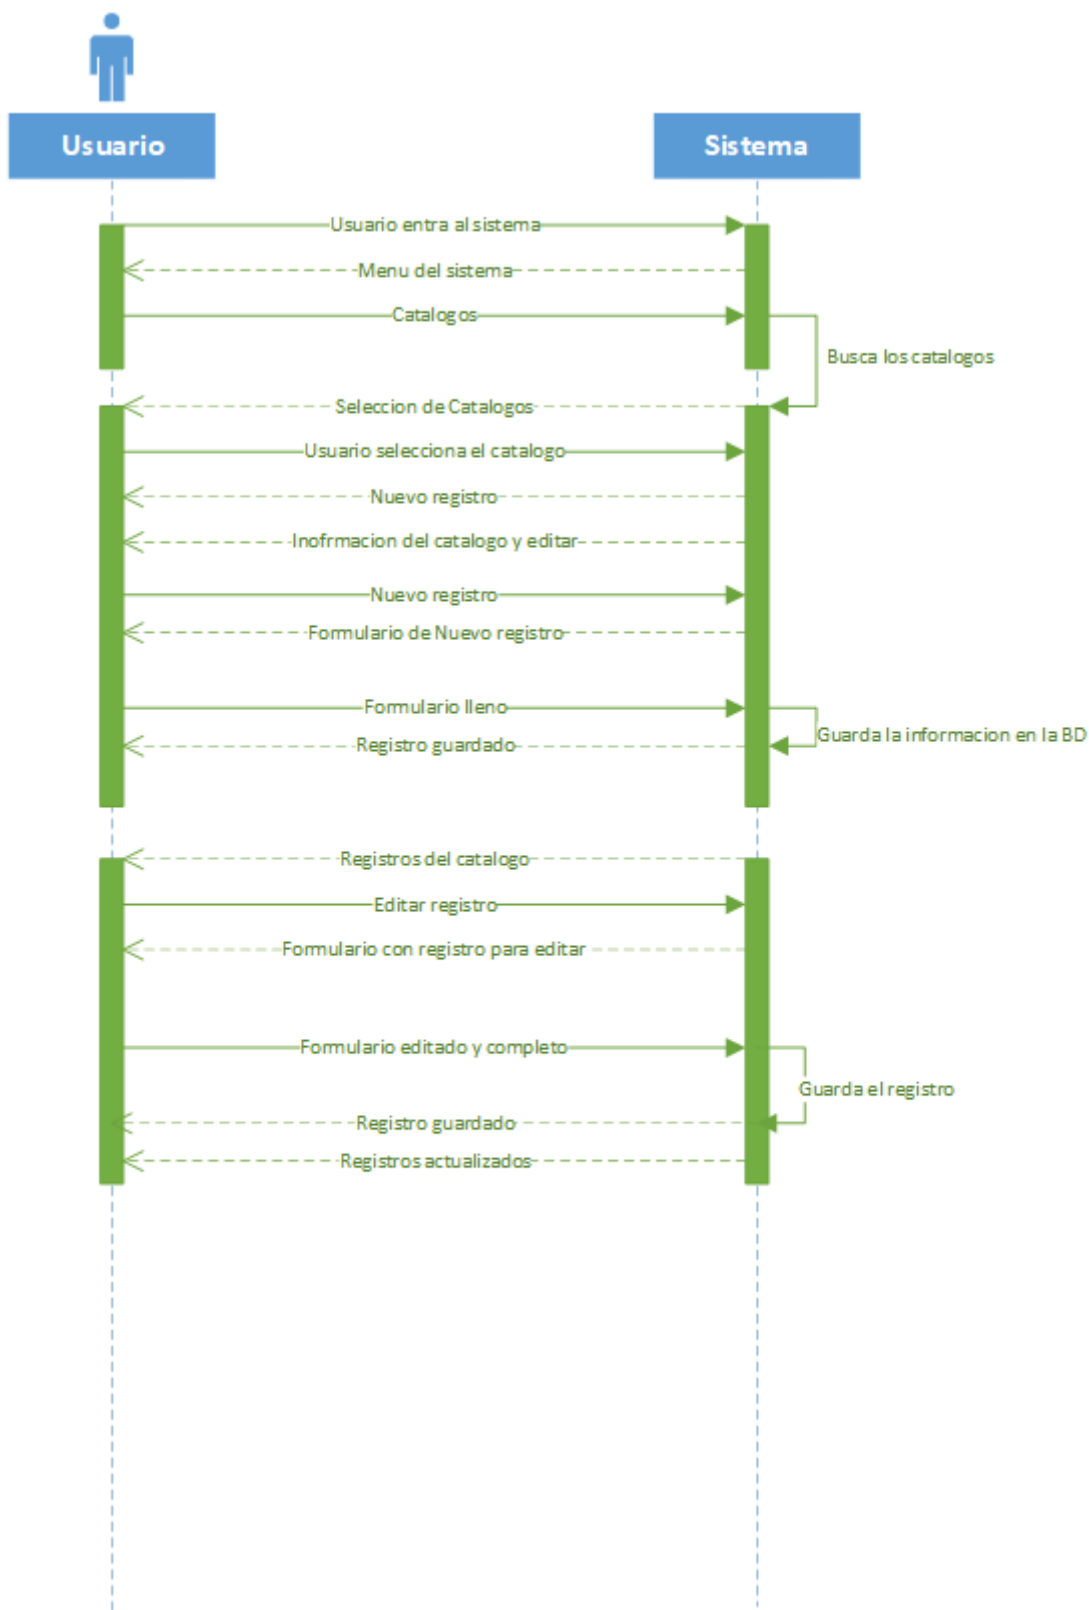 Usuario
Sistema
Usuario entra al sistema
Menu del sistema
Catalogos
Busca los catalogos
Seleccion de Catalogos
Usuario selecciona el catalogo
Nuevo registro
Inofrmacion del catalogo y editar
Nuevo registro
Formulario de Nuevo registro
Formulario lleno
Guarda la informacion en la BD
Registro guardado
Registros del catalogo
Editar registro
Formulario con registro para editar
Formulario editado y completo
Guarda el registro
Registro guardado
Registros actualizados